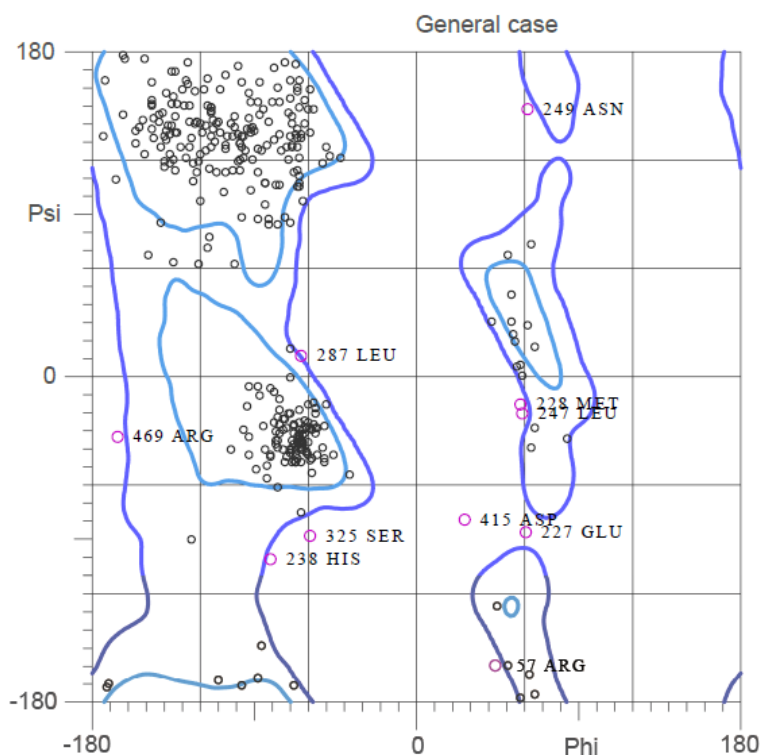 General case
180
249 ASN
Psi
287 LEU
0
228 MET
247 LEU
469 ARG
415 ASP
227 GLU
325 SER
238 HIS
57 ARG
-180
-180
0
Phi
180